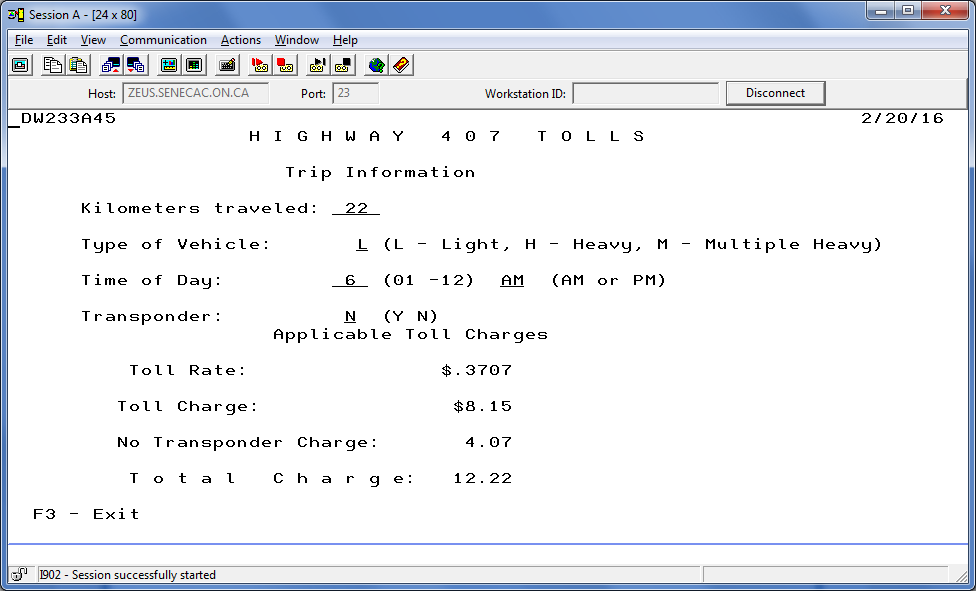 Session A - [24 x 80]
File Edit View Communication Actions Window Help
Host: ZEUS.SENECAC.ON.CA Port: 23 Workstation ID: Disconnect
DW233A45 2/20/16
H I G H W A Y 4 0 7 T O L L S
Trip Information
Kilometers traveled: 22
Type of Vehicle: L (L - Light, H - Heavy, M - Multiple Heavy)
Time of Day: 6 (01 -12) AM (AM or PM)
Transponder: N (Y N)
Applicable Toll Charges
Toll Rate: $.3707
Toll Charge: $8.15
No Transponder Charge: 4.07
T o t a l C h a r g e: 12.22
F3 - Exit
I902 - Session successfully started